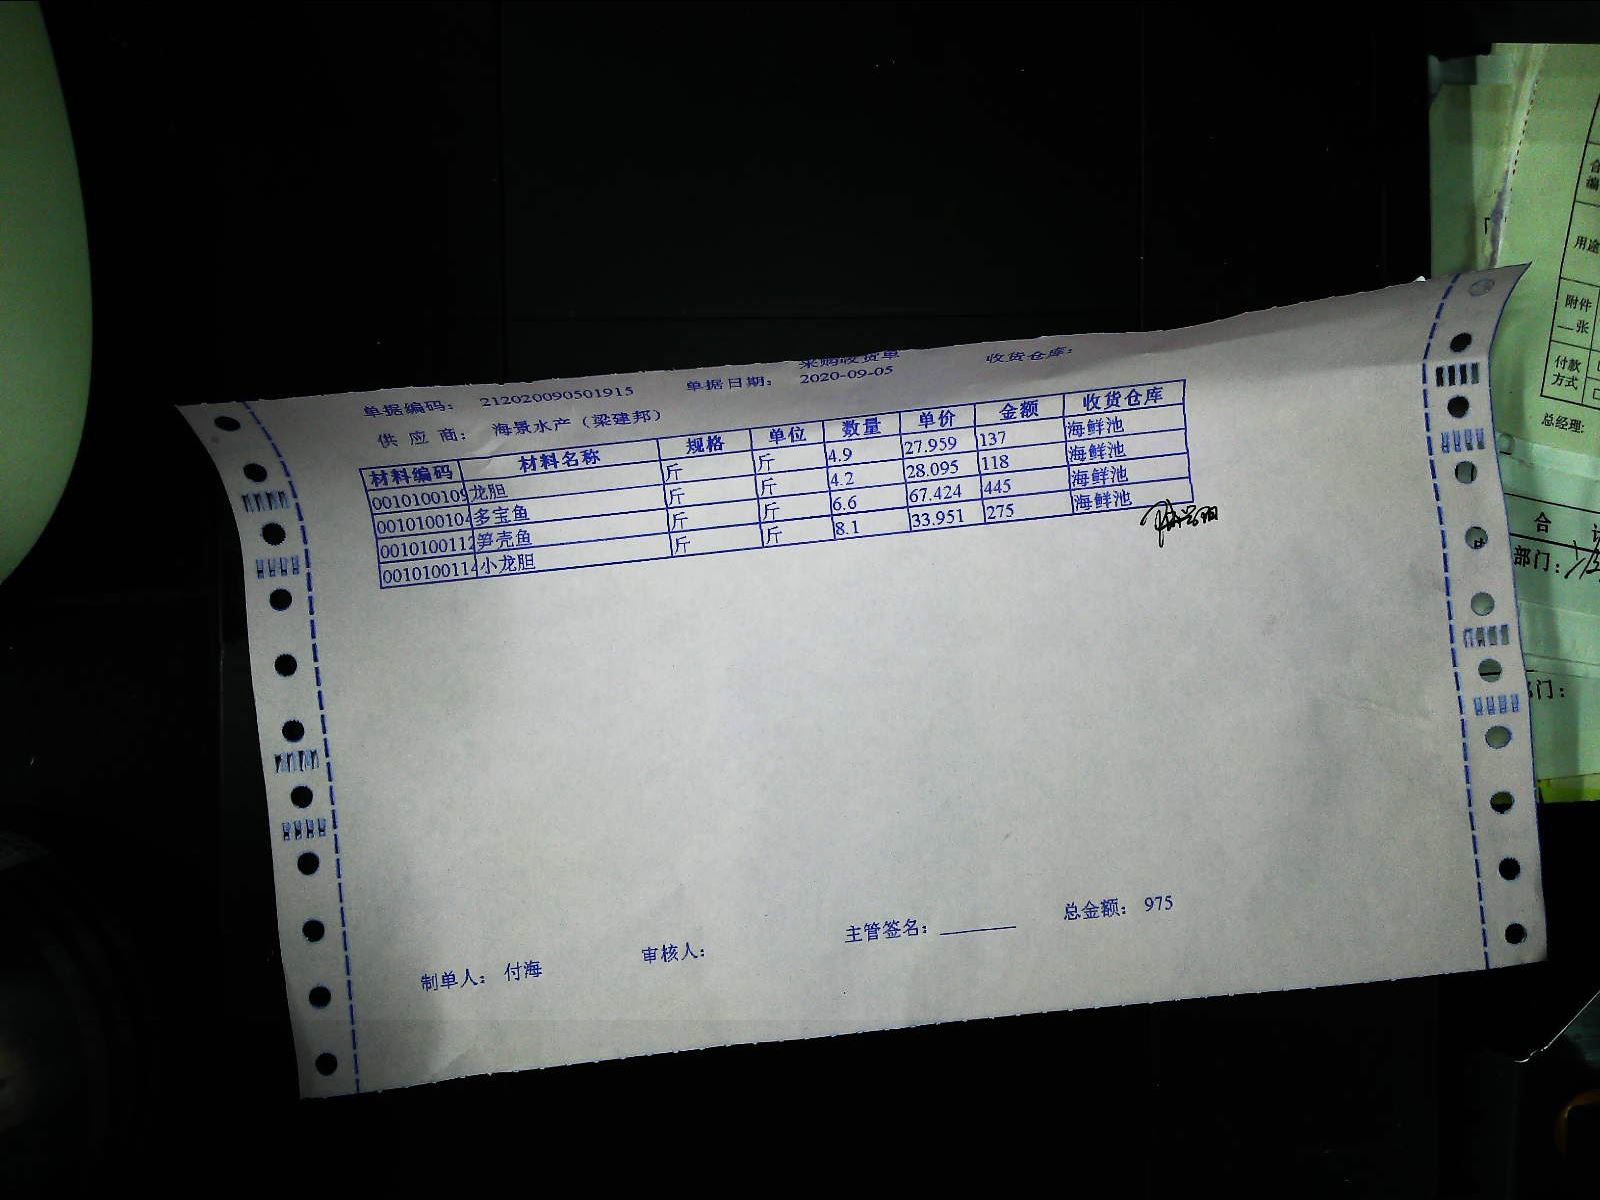 采购收货单
单据编码： 212020090501915 单据日期： 2020-09-05 收货仓库：
供 应 商： 海景水产（梁建邦）
材料编码 材料名称 规格 单位 数量 单价 金额 收货仓库
0010100109 龙胆 斤 斤 4.9 27.959 137 海鲜池
0010100104 多宝鱼 斤 斤 4.2 28.095 118 海鲜池
0010100112 笋壳鱼 斤 斤 6.6 67.424 445 海鲜池
0010100114 小龙胆 斤 斤 8.1 33.951 275 海鲜池
制单人： 付海 审核人： 主管签名： 总金额： 975
用途
附件
一张
付款
方式
总经理:
合
部门:
部门: